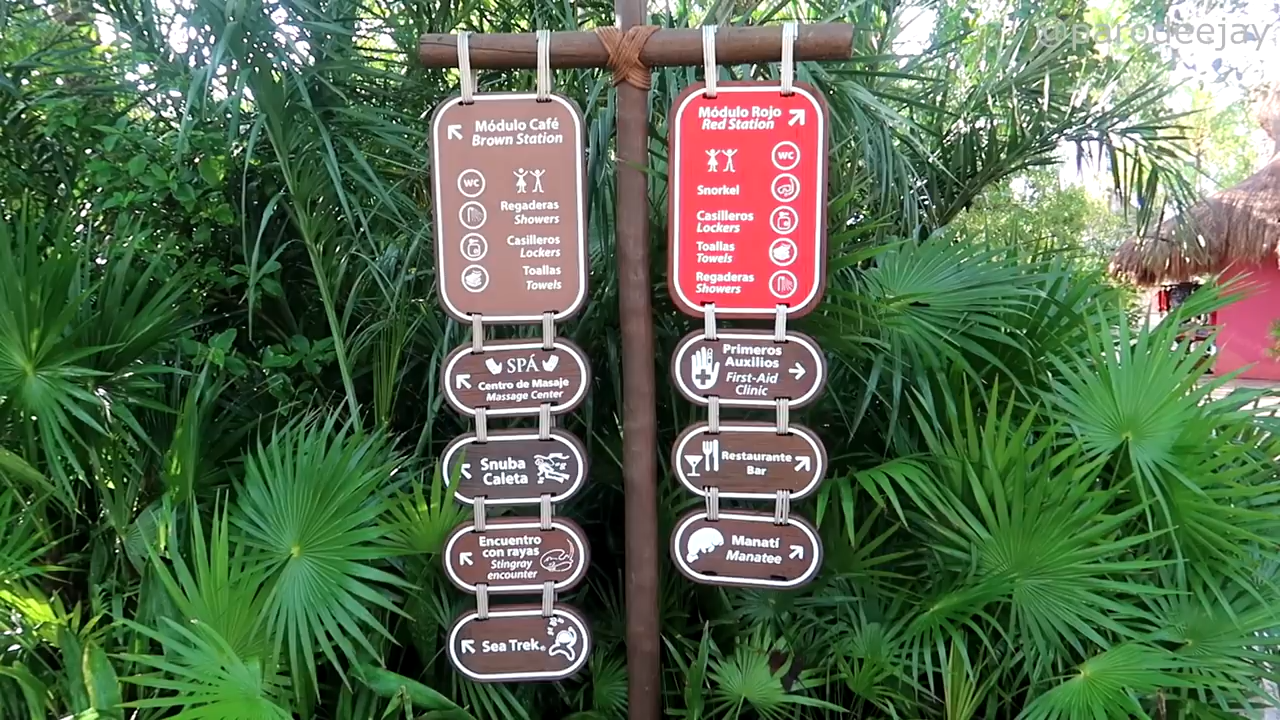 @parodeejay
Módulo Café
Brown Station
WC
Regaderas
Showers
Casilleros
Lockers
Toallas
Towels
SPÁ
Centro de Masaje
Massage Center
Snuba
Caleta
Encuentro
con rayas
Stingray
encounter
Sea Trek®
Módulo Rojo
Red Station
WC
Snorkel
Casilleros
Lockers
Toallas
Towels
Regaderas
Showers
Primeros
Auxilios
First-Aid
Clinic
Restaurante
Bar
Manatí
Manatee